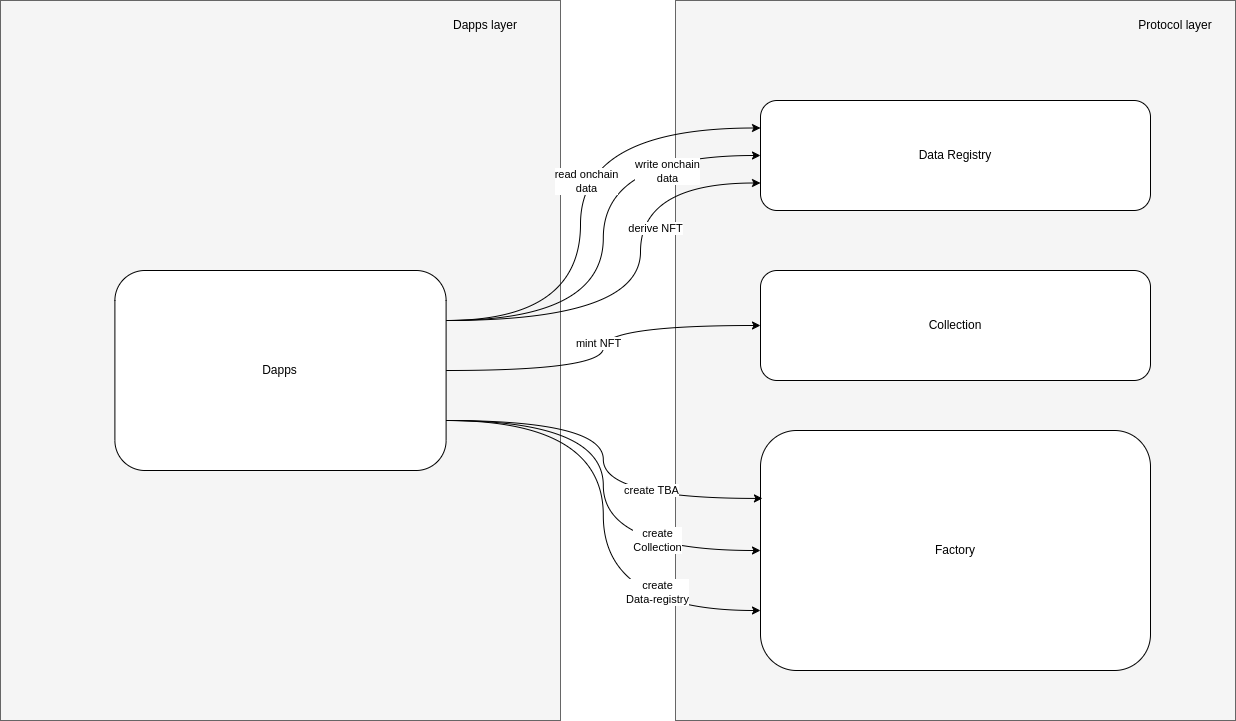 Dapps layer
Protocol layer
read onchain
data
write onchain
data
derive NFT
Data Registry
mint NFT
Collection
Dapps
create TBA
create
Collection
create
Data-registry
Factory